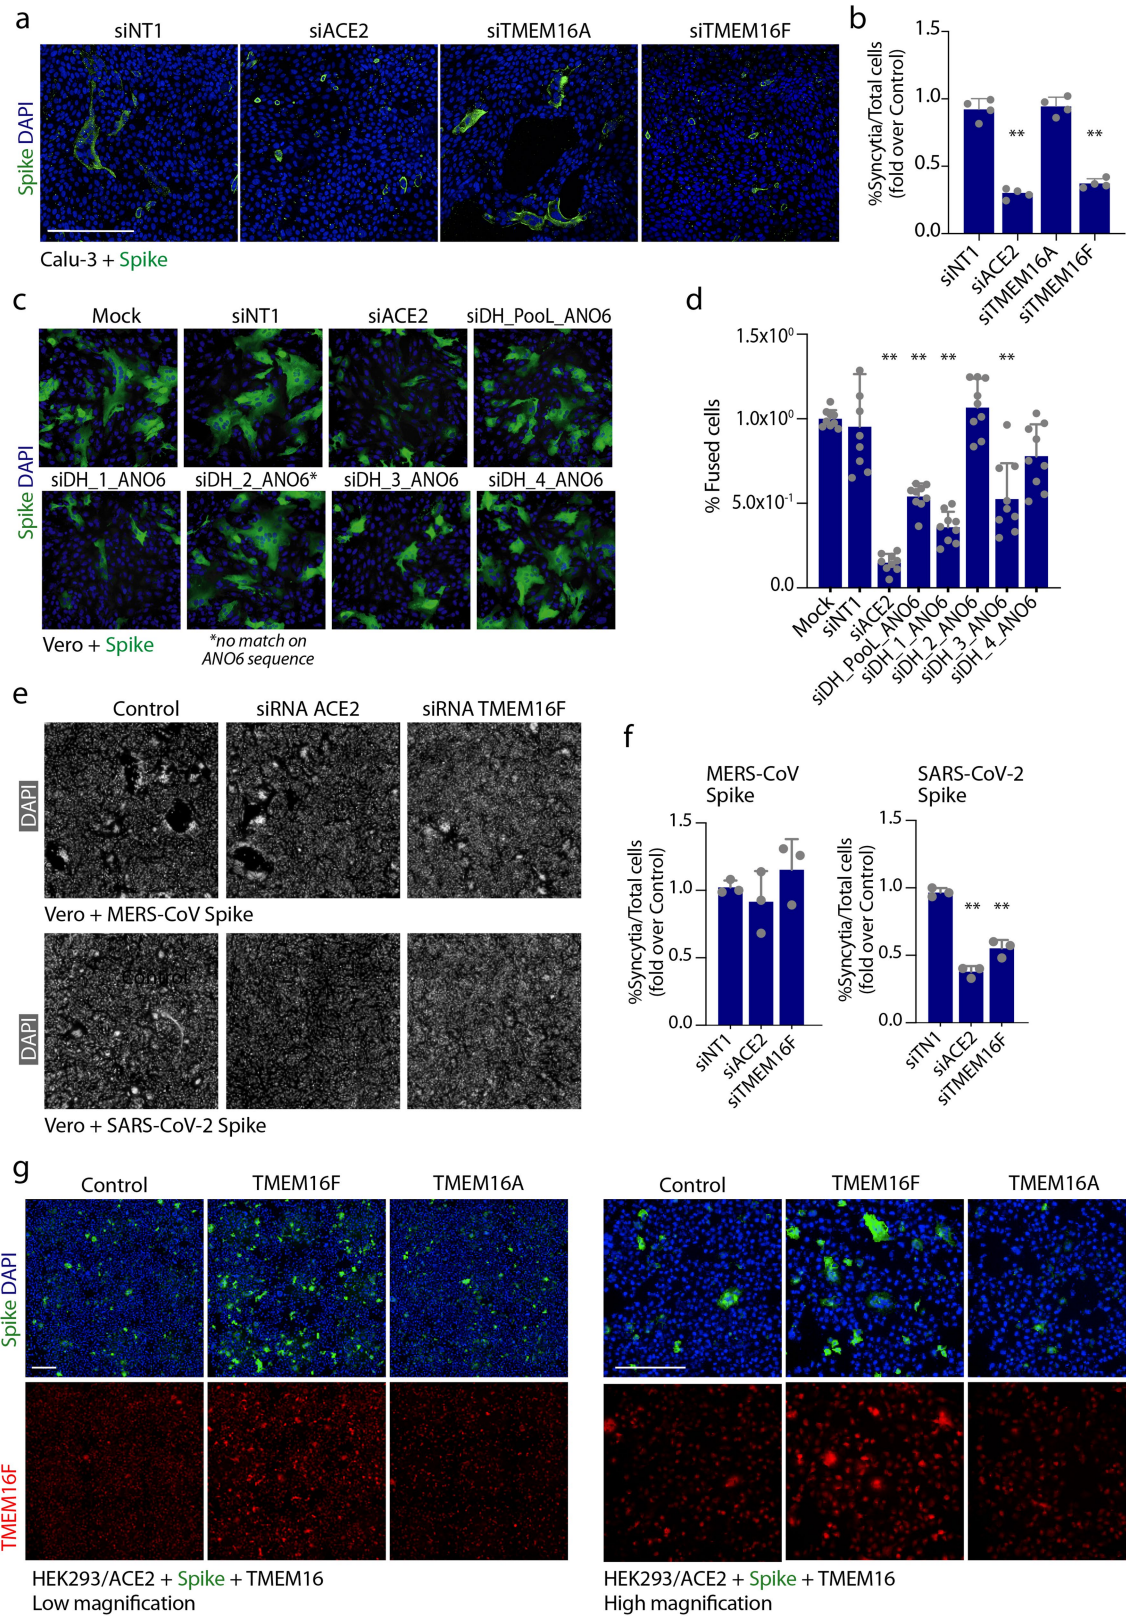 a
siNT1 siACE2 siTMEM16A siTMEM16F
Spike DAPI
Calu-3 + Spike
b
%Syncytia/Total cells
(fold over Control)
1.5
1.0
0.5
0.0
** **
siNT1 siACE2 siTMEM16A siTMEM16F
c
Mock siNT1 siACE2 siDH_PooL_ANO6
siDH_1_ANO6 siDH_2_ANO6* siDH_3_ANO6 siDH_4_ANO6
Spike DAPI
Vero + Spike
*no match on
ANO6 sequence
d
% Fused cells
1.5x10⁰
1.0x10⁰
5.0x10⁻¹
0.0
** ** ** **
Mock siNT1 siACE2 siDH_PooL_ANO6 siDH_1_ANO6 siDH_2_ANO6 siDH_3_ANO6 siDH_4_ANO6
e
Control siRNA ACE2 siRNA TMEM16F
DAPI
Vero + MERS-CoV Spike
DAPI
Control
Vero + SARS-CoV-2 Spike
f
MERS-CoV
Spike
%Syncytia/Total cells
(fold over Control)
1.5
1.0
0.5
0.0
siNT1 siACE2 siTMEM16F
SARS-CoV-2
Spike
%Syncytia/Total cells
(fold over Control)
1.5
1.0
0.5
0.0
** **
siTN1 siACE2 siTMEM16F
g
Control TMEM16F TMEM16A
Spike DAPI
TMEM16F
HEK293/ACE2 + Spike + TMEM16
Low magnification
Control TMEM16F TMEM16A
HEK293/ACE2 + Spike + TMEM16
High magnification